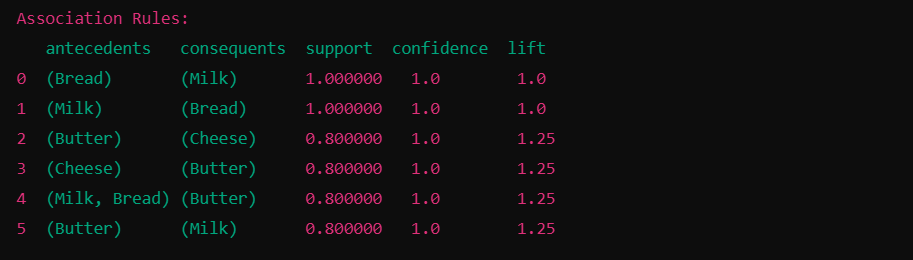 Association Rules:
   antecedents   consequents  support  confidence  lift
0  (Bread)       (Milk)       1.000000   1.0       1.0
1  (Milk)        (Bread)      1.000000   1.0       1.0
2  (Butter)      (Cheese)     0.800000   1.0       1.25
3  (Cheese)      (Butter)     0.800000   1.0       1.25
4  (Milk, Bread) (Butter)     0.800000   1.0       1.25
5  (Butter)      (Milk)       0.800000   1.0       1.25